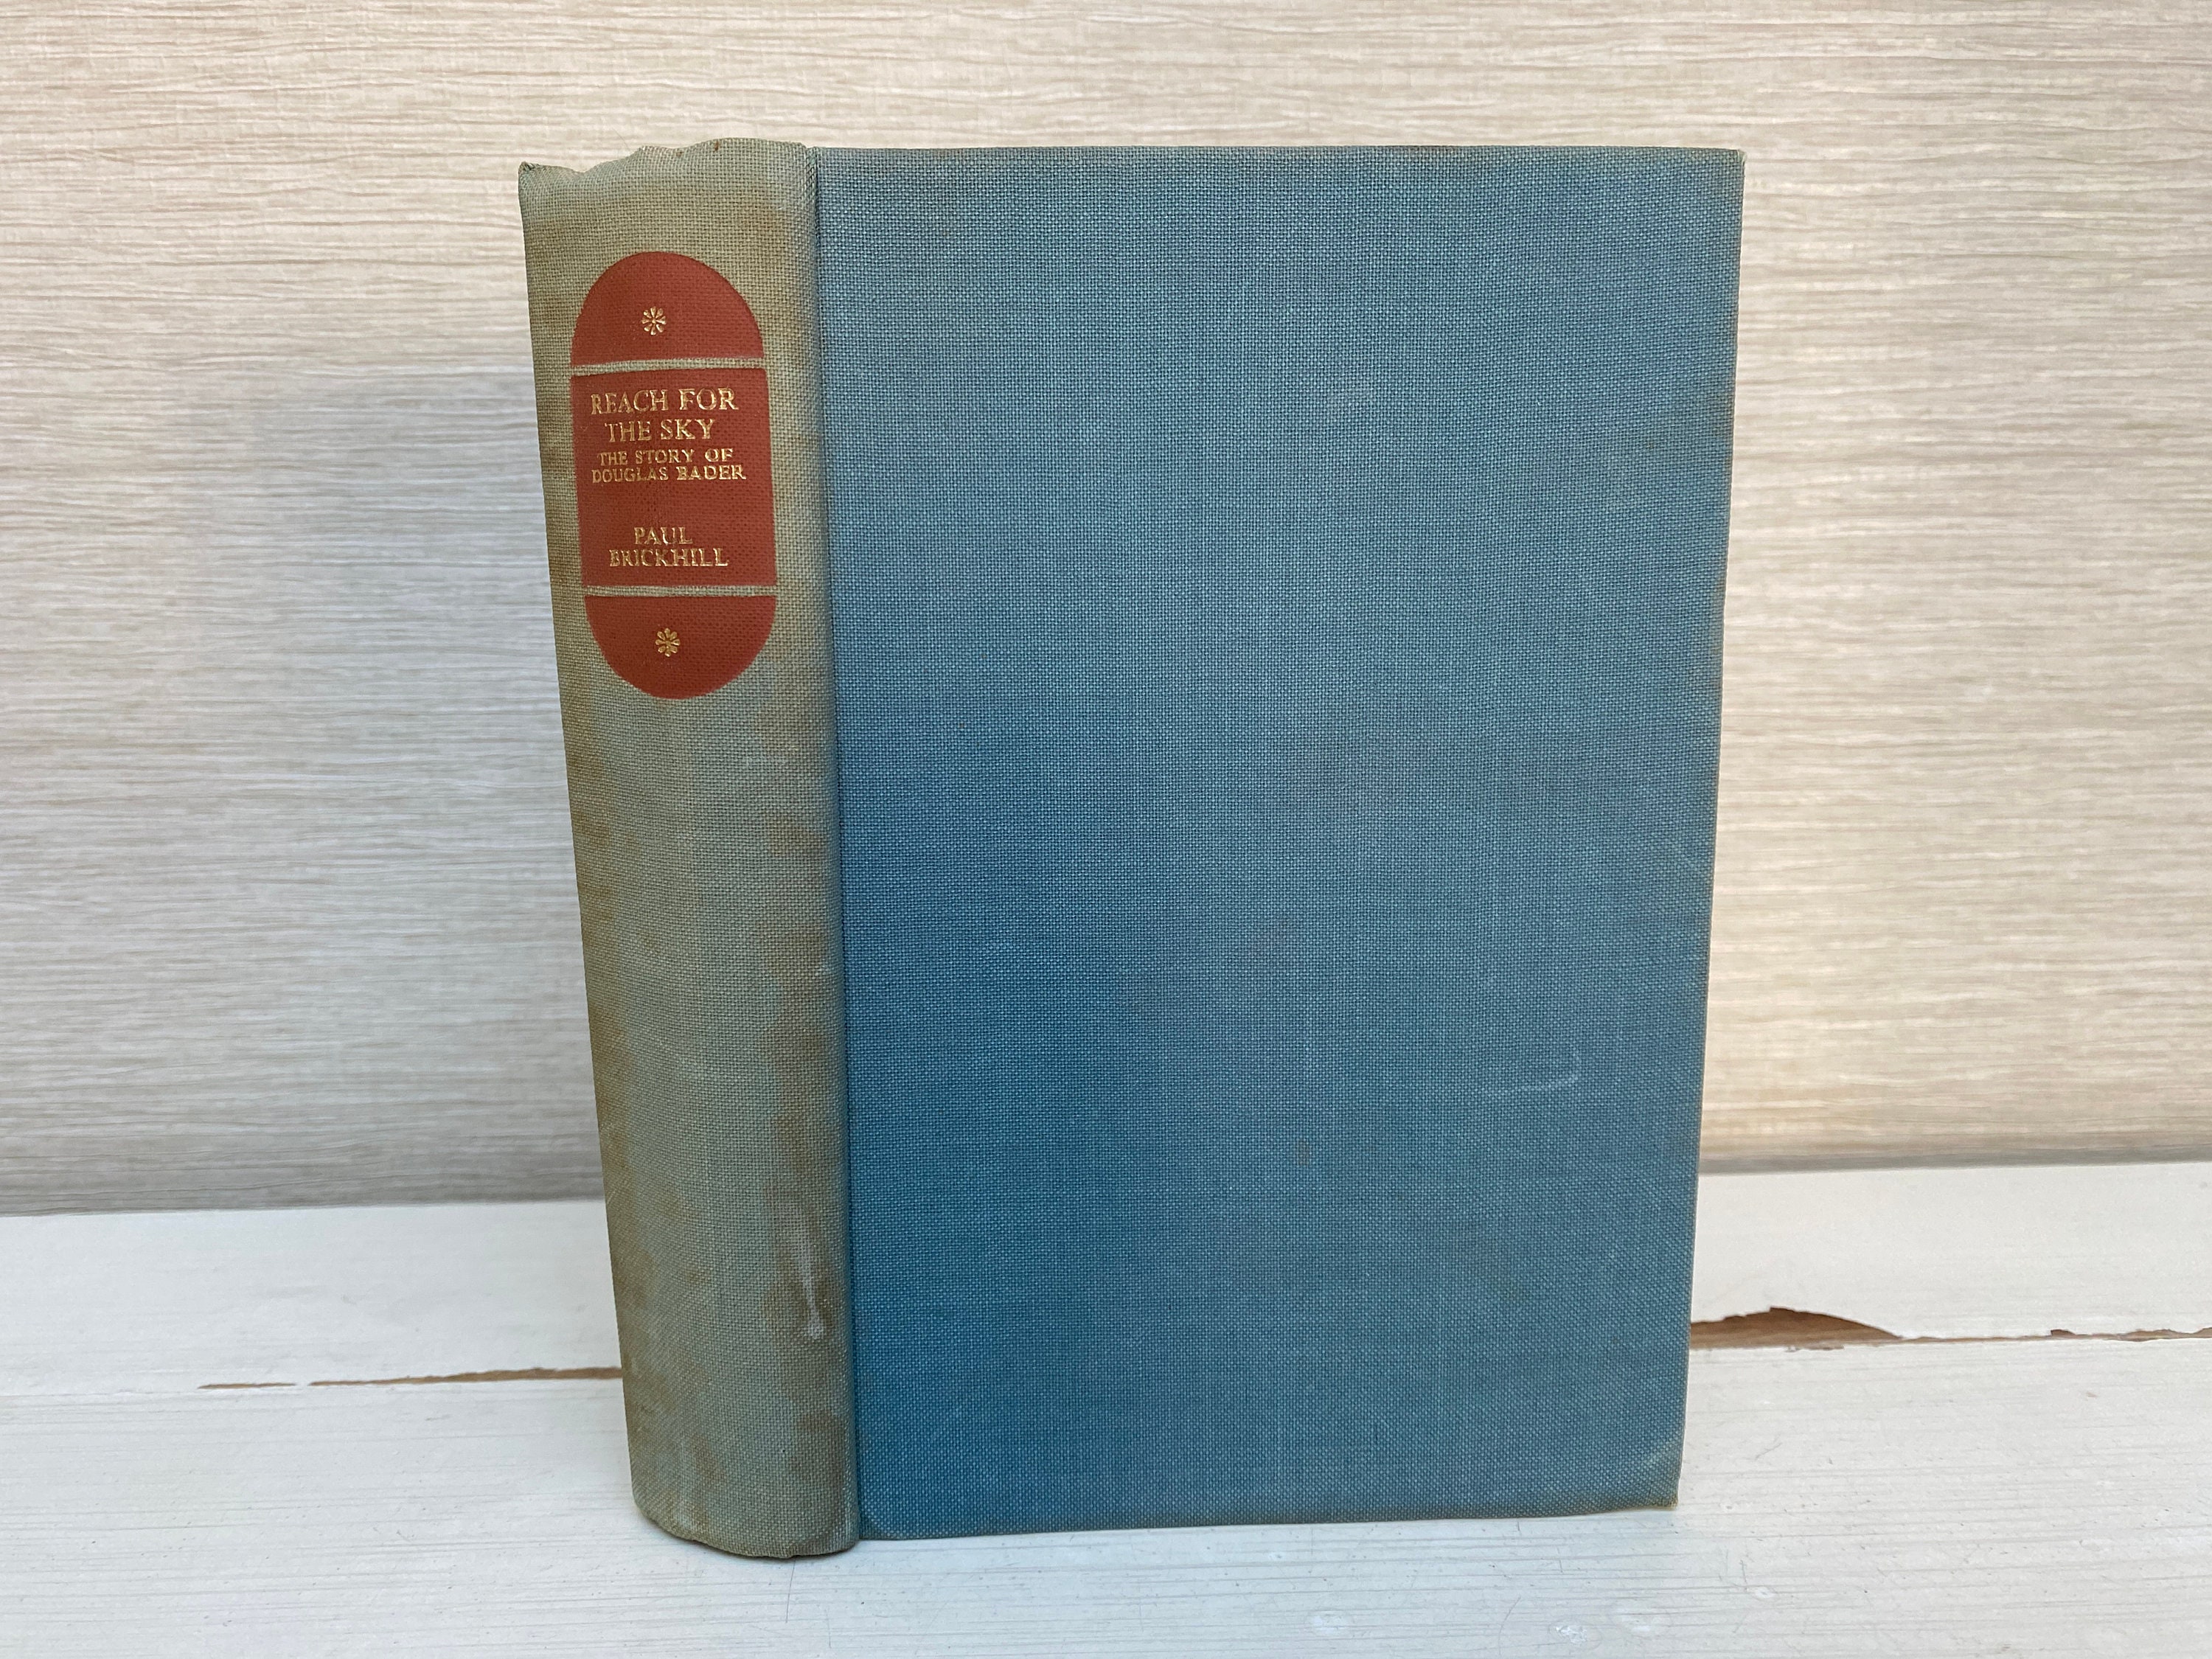 REACH FOR
THE SKY
THE STORY OF
DOUGLAS BADER
PAUL
BRICKHILL